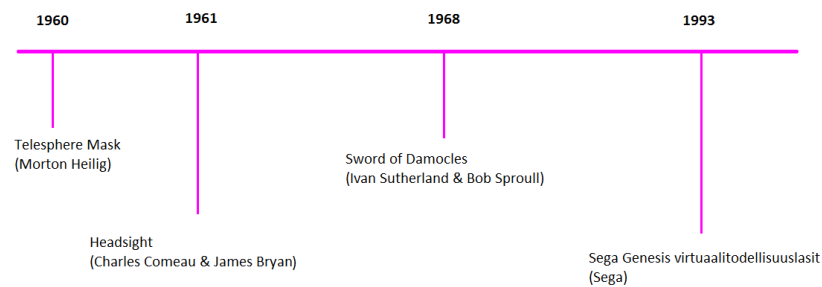 1960
1961
1968
1993
Telesphere Mask
(Morton Heilig)
Headsight
(Charles Comeau & James Bryan)
Sword of Damocles
(Ivan Sutherland & Bob Sproull)
Sega Genesis virtuaalitodellisuuslasit
(Sega)